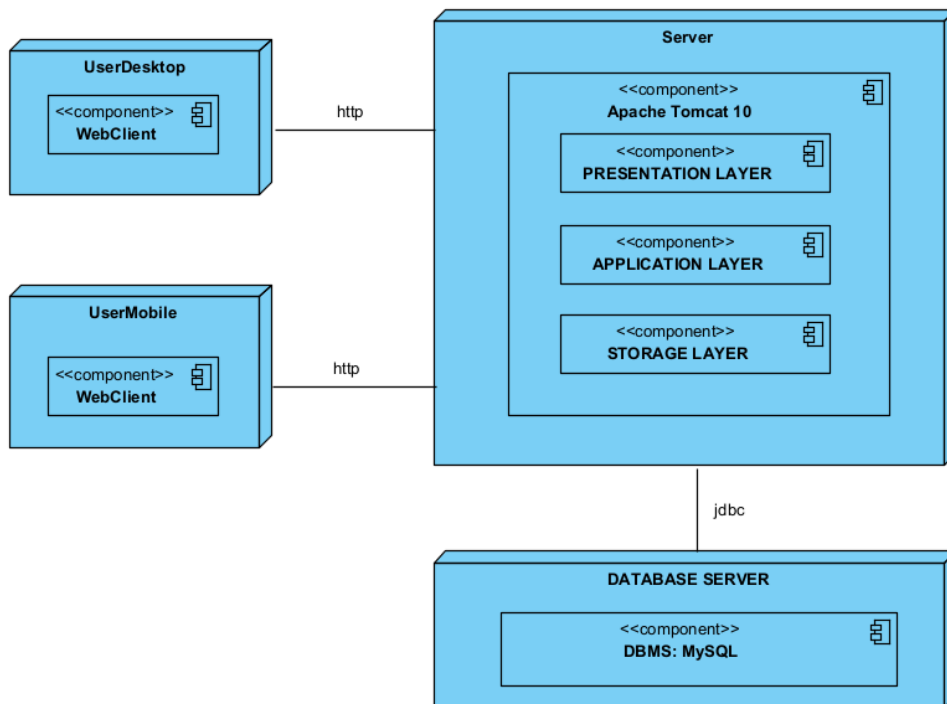 UserDesktop
<<component>>
WebClient
http
UserMobile
<<component>>
WebClient
http
Server
<<component>>
Apache Tomcat 10
<<component>>
PRESENTATION LAYER
<<component>>
APPLICATION LAYER
<<component>>
STORAGE LAYER
jdbc
DATABASE SERVER
<<component>>
DBMS: MySQL